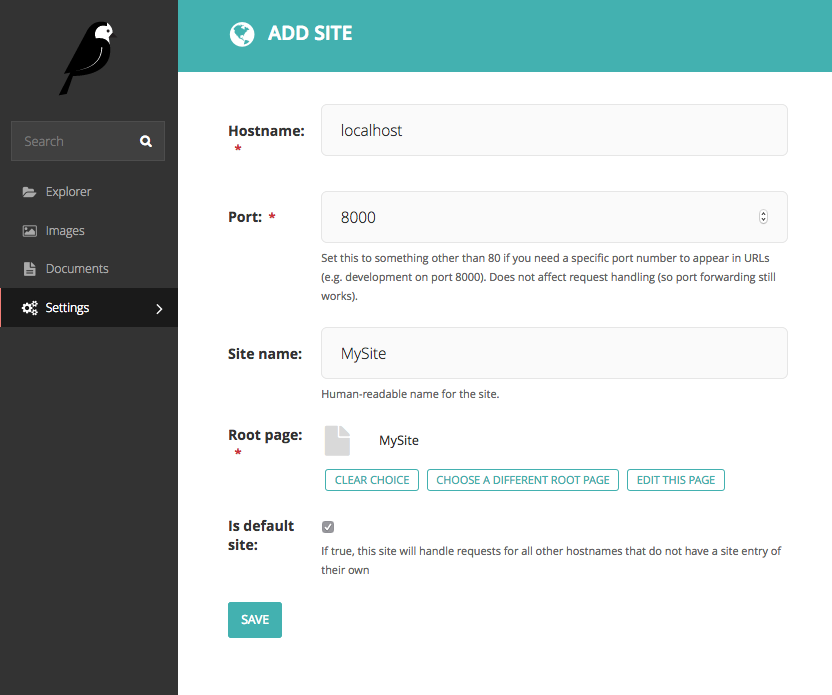 ADD SITE
Search
Explorer
Images
Documents
Settings
Hostname:
*
localhost
Port: *
8000
Set this to something other than 80 if you need a specific port number to appear in URLs
(e.g. development on port 8000). Does not affect request handling (so port forwarding still
works).
Site name:
MySite
Human-readable name for the site.
Root page:
*
MySite
CLEAR CHOICE
CHOOSE A DIFFERENT ROOT PAGE
EDIT THIS PAGE
Is default
site:
If true, this site will handle requests for all other hostnames that do not have a site entry of
their own
SAVE